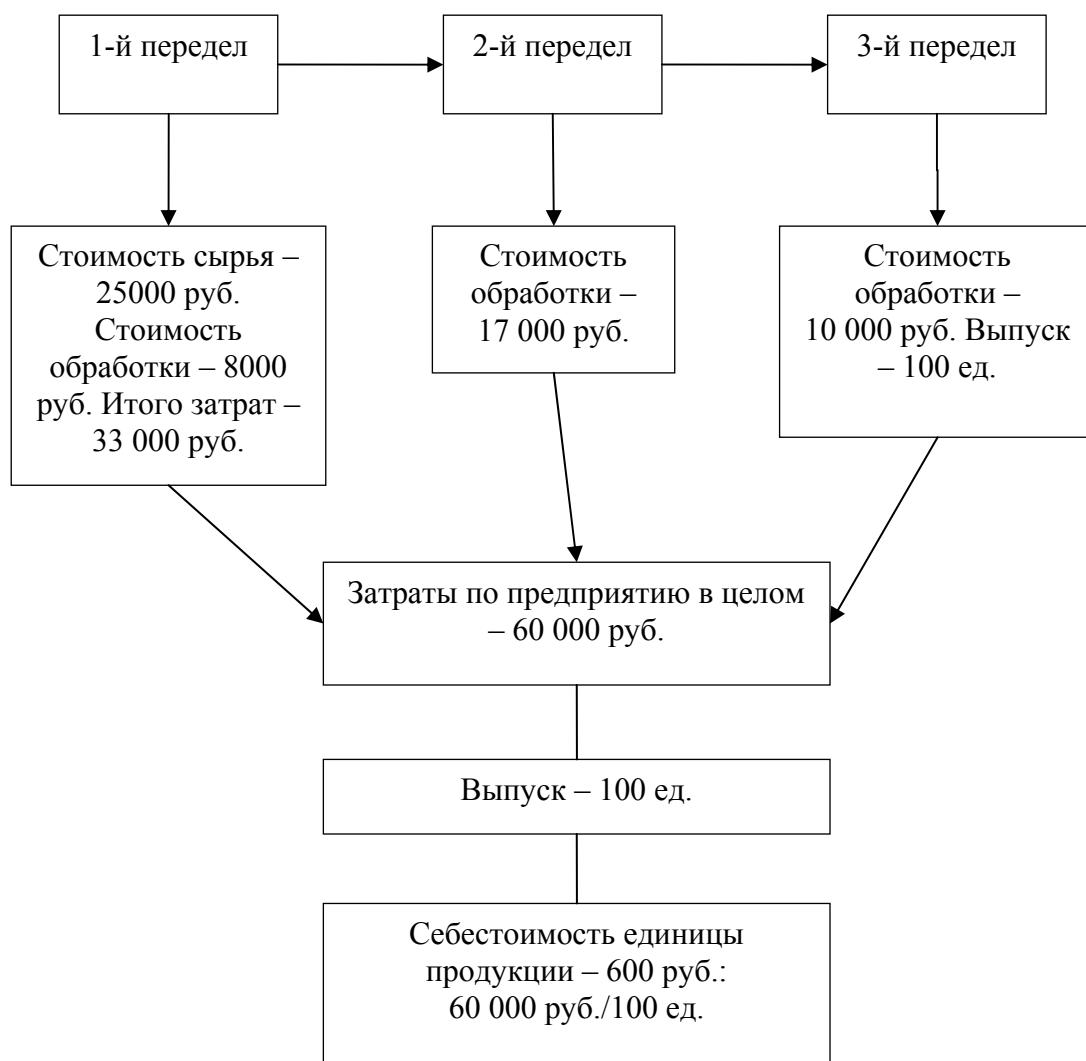 1-й передел
2-й передел
3-й передел
Стоимость сырья –
25000 руб.
Стоимость
обработки – 8000
руб. Итого затрат –
33 000 руб.
Стоимость
обработки –
17 000 руб.
Стоимость
обработки –
10 000 руб. Выпуск
– 100 ед.
Затраты по предприятию в целом
– 60 000 руб.
Выпуск – 100 ед.
Себестоимость единицы
продукции – 600 руб.:
60 000 руб./100 ед.